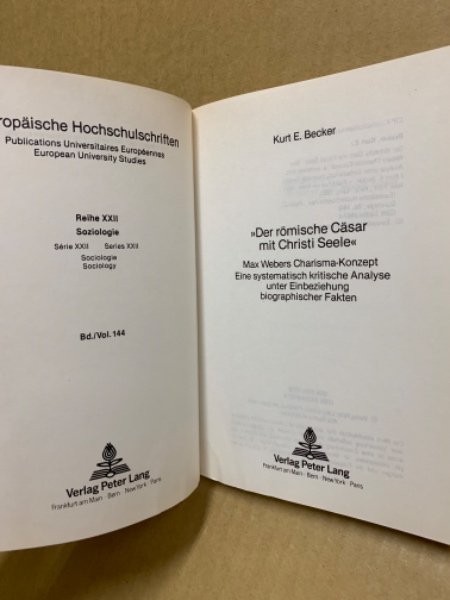 ropäische Hochschulschriften
Publications Universitaires Européennes
European University Studies
Reihe XXII
Soziologie
Série XXII Series XXII
Sociologie
Sociology
Bd./Vol. 144
Verlag Peter Lang
Frankfurt am Main · Bern · New York · Paris
Kurt E. Becker
»Der römische Cäsar
mit Christi Seele«
Max Webers Charisma-Konzept
Eine systematisch kritische Analyse
unter Einbeziehung
biographischer Fakten
Verlag Peter Lang
Frankfurt am Main · Bern · New York · Paris